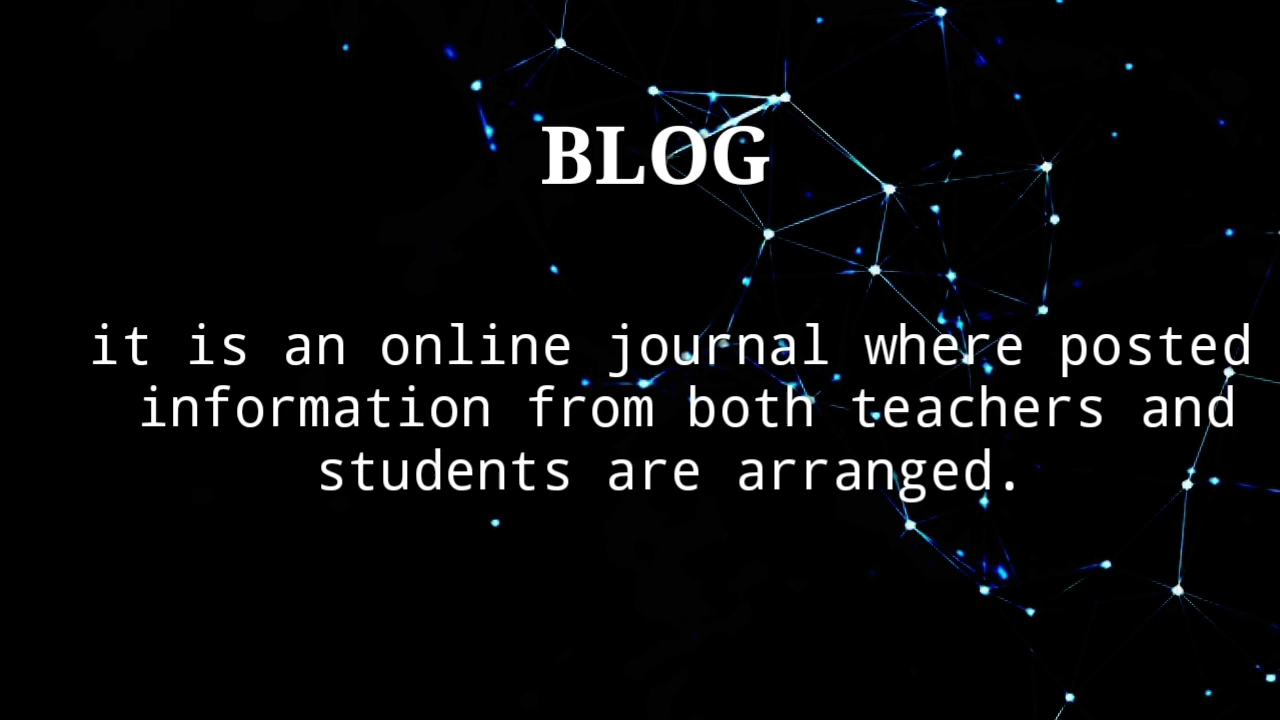 BLOG
it is an online journal where posted
information from both teachers and
students are arranged.